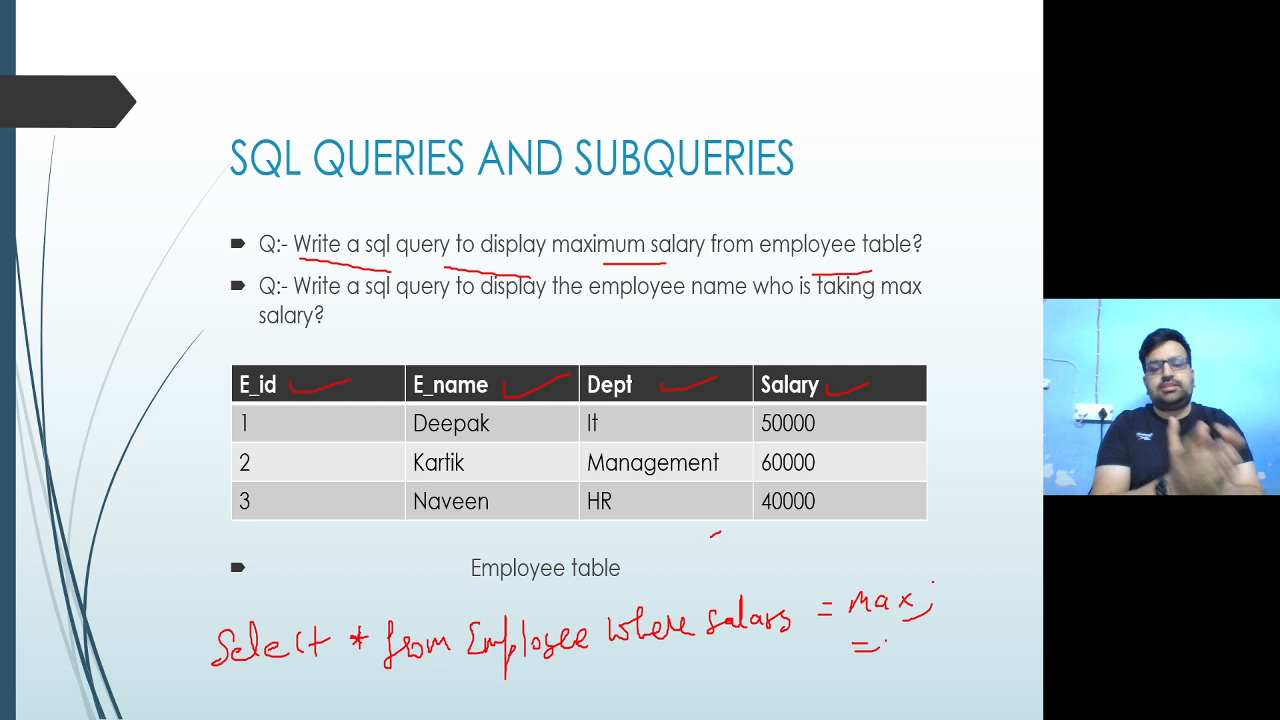 SQL QUERIES AND SUBQUERIES
Q:- Write a sql query to display maximum salary from employee table?
Q:- Write a sql query to display the employee name who is taking max
salary?
E_id E_name Dept Salary
1 Deepak It 50000
2 Kartik Management 60000
3 Naveen HR 40000
Employee table
Select * from Employee where salary = max;